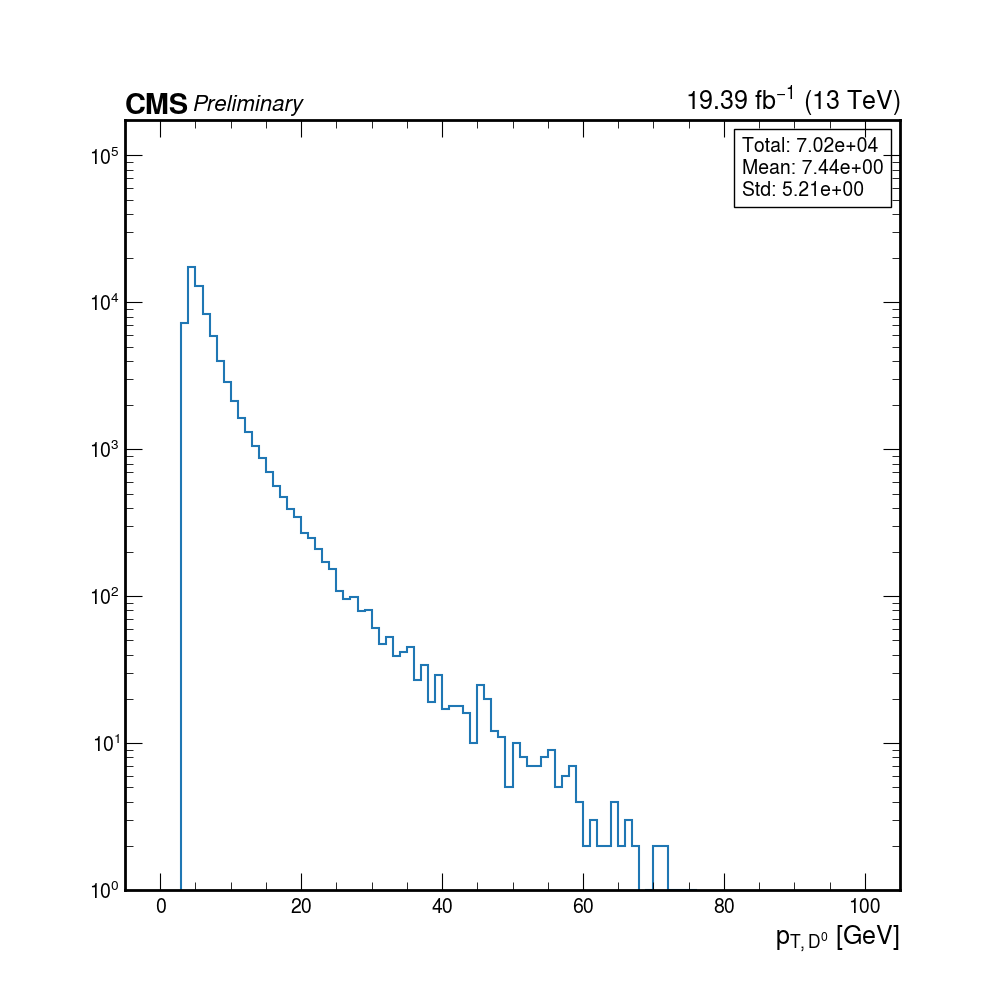 CMS Preliminary 19.39 fb⁻¹ (13 TeV)
Total: 7.02e+04
Mean: 7.44e+00
Std: 5.21e+00
10⁵
10⁴
10³
10²
10¹
10⁰
0 20 40 60 80 100
p_T, D⁰ [GeV]